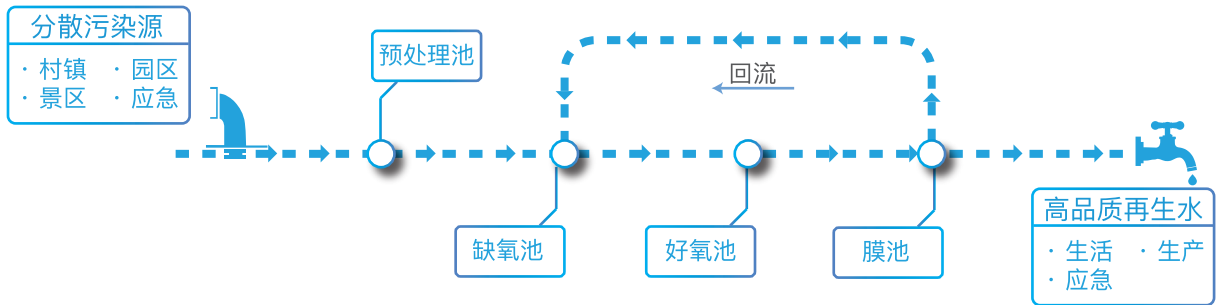 分散污染源
· 村镇 · 园区
· 景区 · 应急
预处理池
回流
缺氧池
好氧池
膜池
高品质再生水
· 生活 · 生产
· 应急